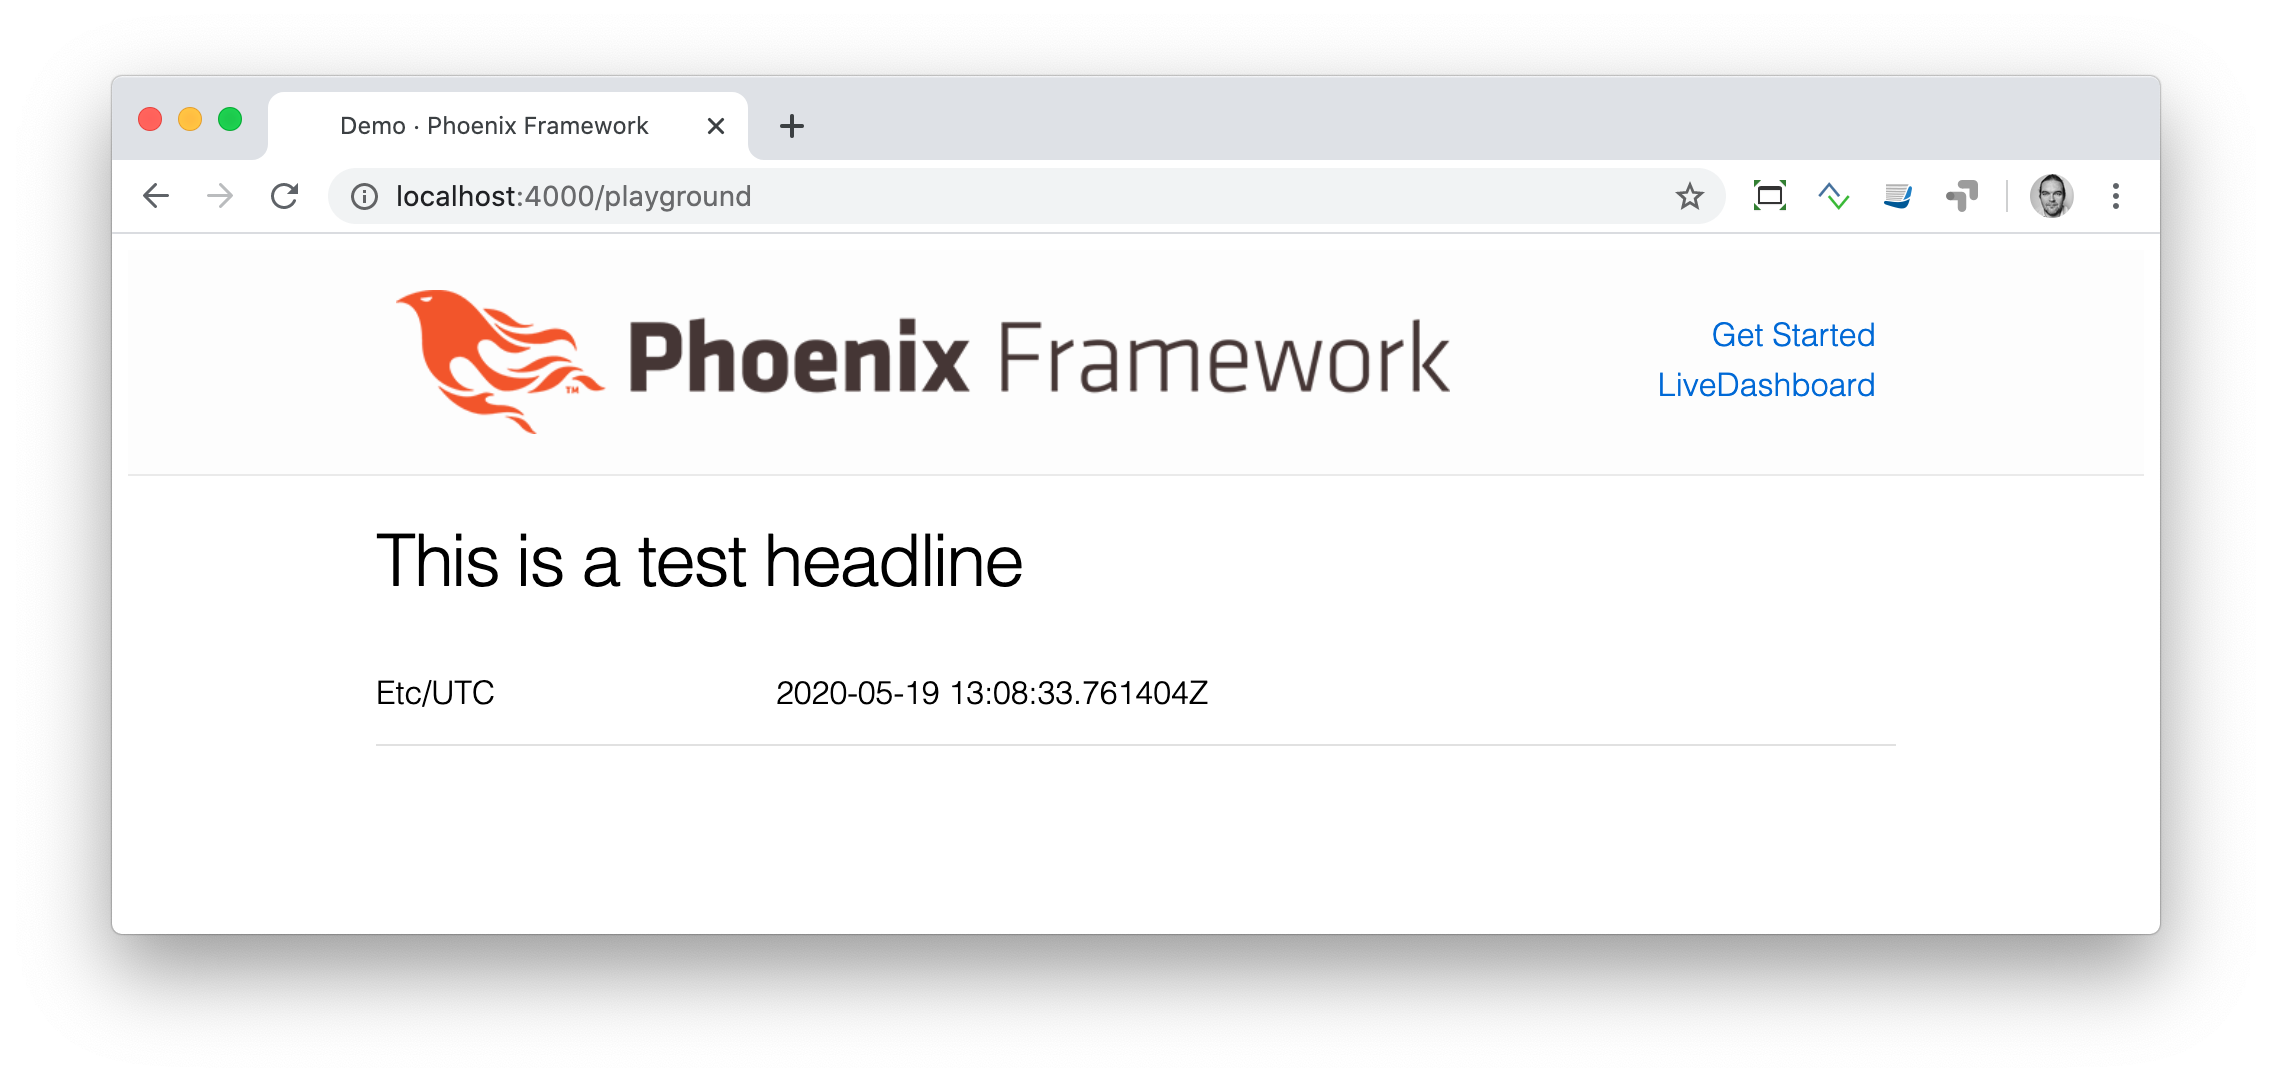 Demo · Phoenix Framework
localhost:4000/playground
Phoenix Framework
TM
Get Started
LiveDashboard
This is a test headline
Etc/UTC 2020-05-19 13:08:33.761404Z